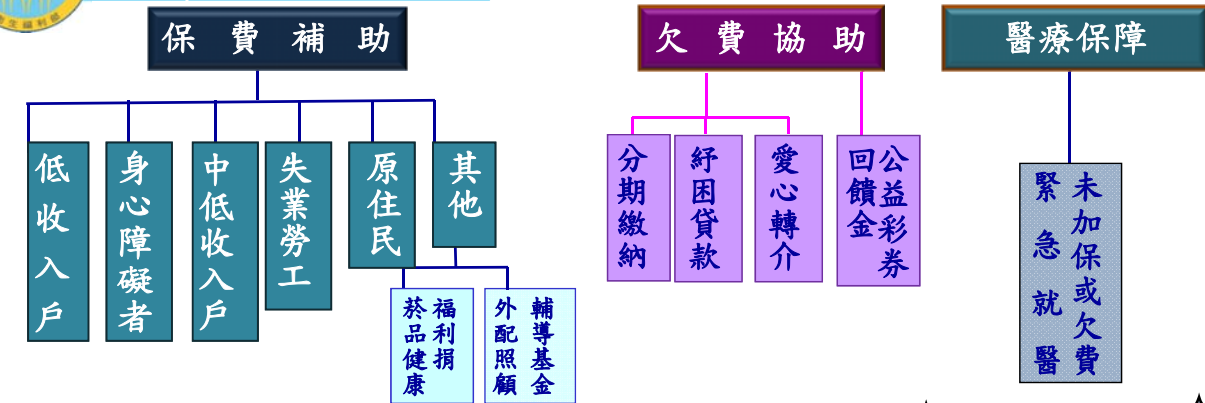 保費補助
低收入戶
身心障礙者
中低收入戶
失業勞工
原住民
其他
菸品健康
福利捐
外配照顧
輔導基金
欠費協助
分期繳納
紓困貸款
愛心轉介
公益彩券
回饋金
醫療保障
未加保或欠費
緊急就醫
生福利部